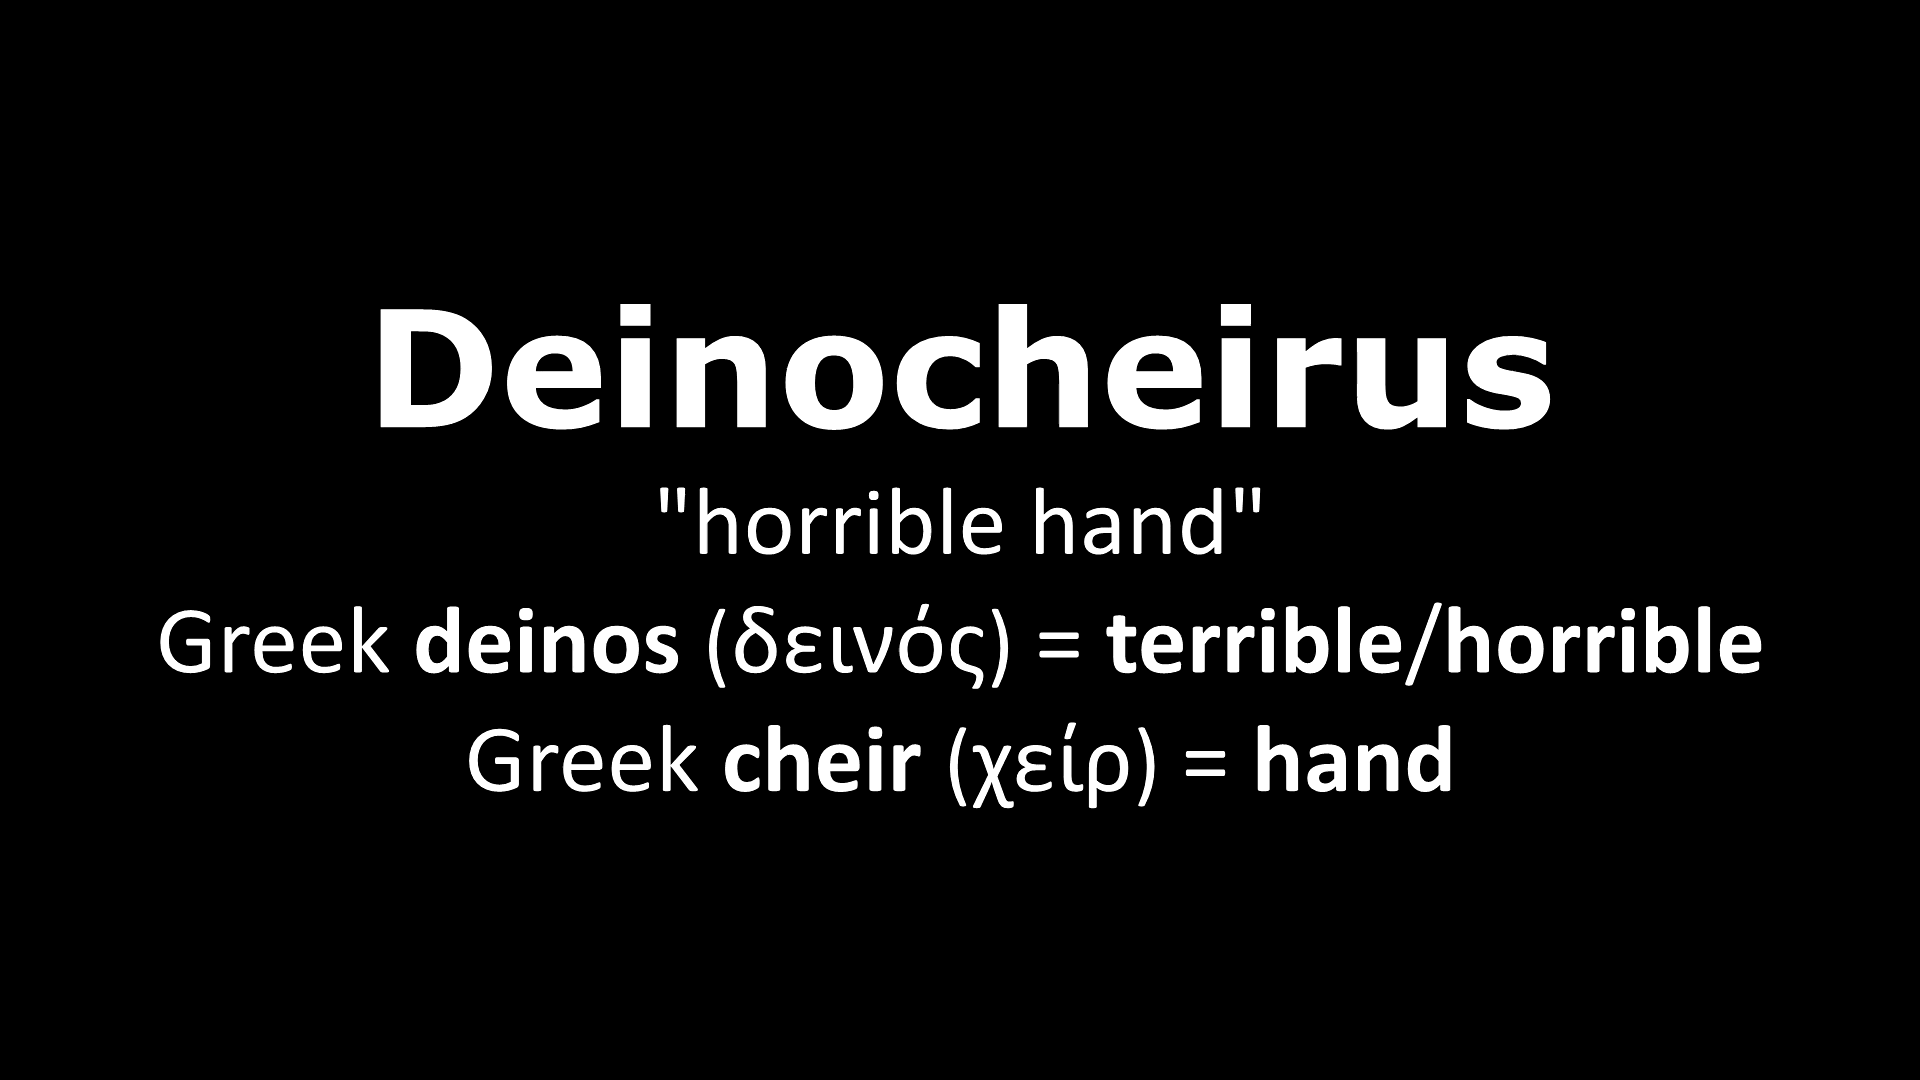 Deinocheirus
"horrible hand"
Greek deinos (δεινός) = terrible/horrible
Greek cheir (χείρ) = hand